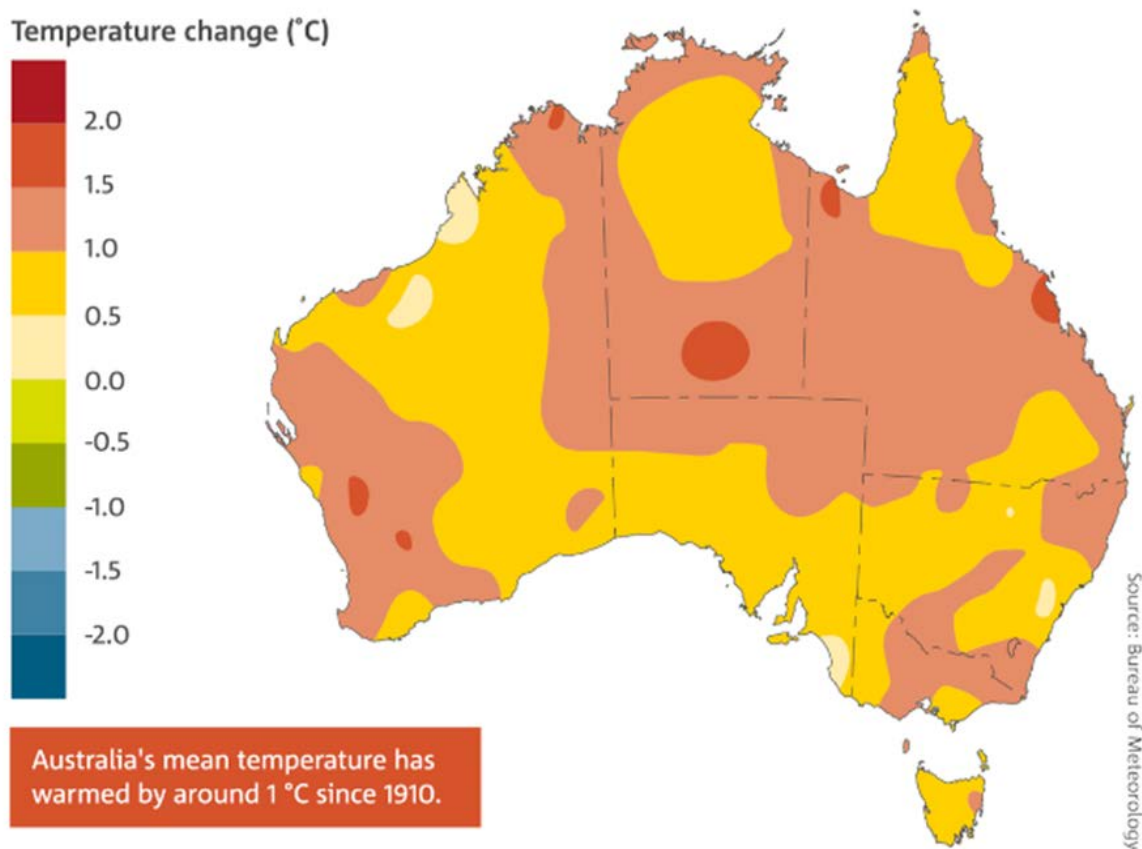 Temperature change (˚C)
2.0
1.5
1.0
0.5
0.0
-0.5
-1.0
-1.5
-2.0
Australia's mean temperature has
warmed by around 1 °C since 1910.
Source: Bureau of Meteorology